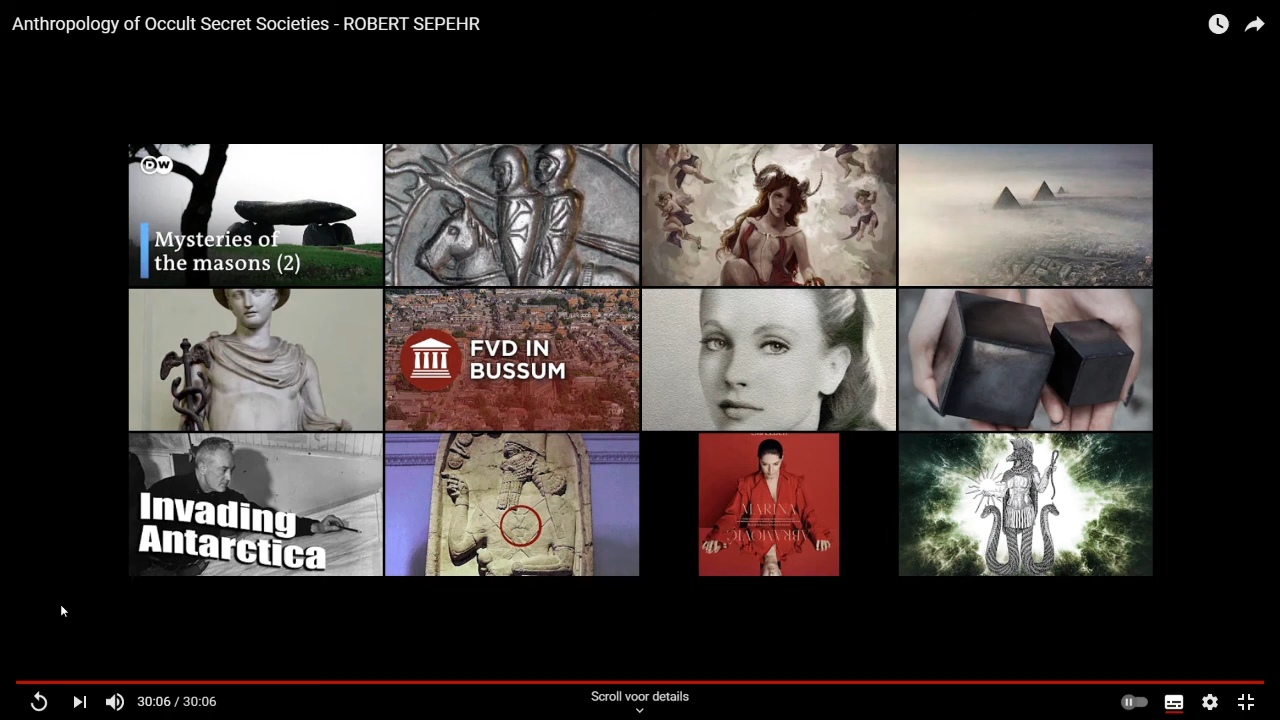 Anthropology of Occult Secret Societies - ROBERT SEPEHR
DW
Mysteries of
the masons (2)
FVD IN
BUSSUM
Invading
Antarctica
MARINA
ABRAMOVIC
30:06 / 30:06
Scroll voor details